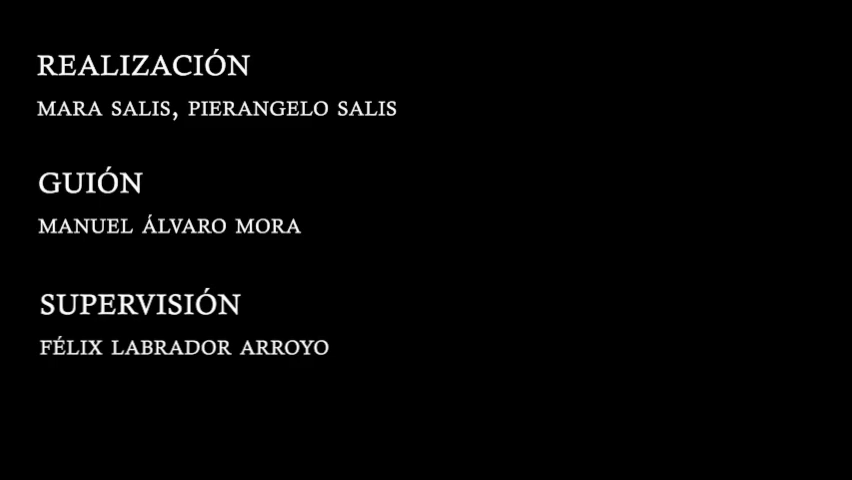 REALIZACIÓN
MARA SALIS, PIERANGELO SALIS
GUIÓN
MANUEL ÁLVARO MORA
SUPERVISIÓN
FÉLIX LABRADOR ARROYO